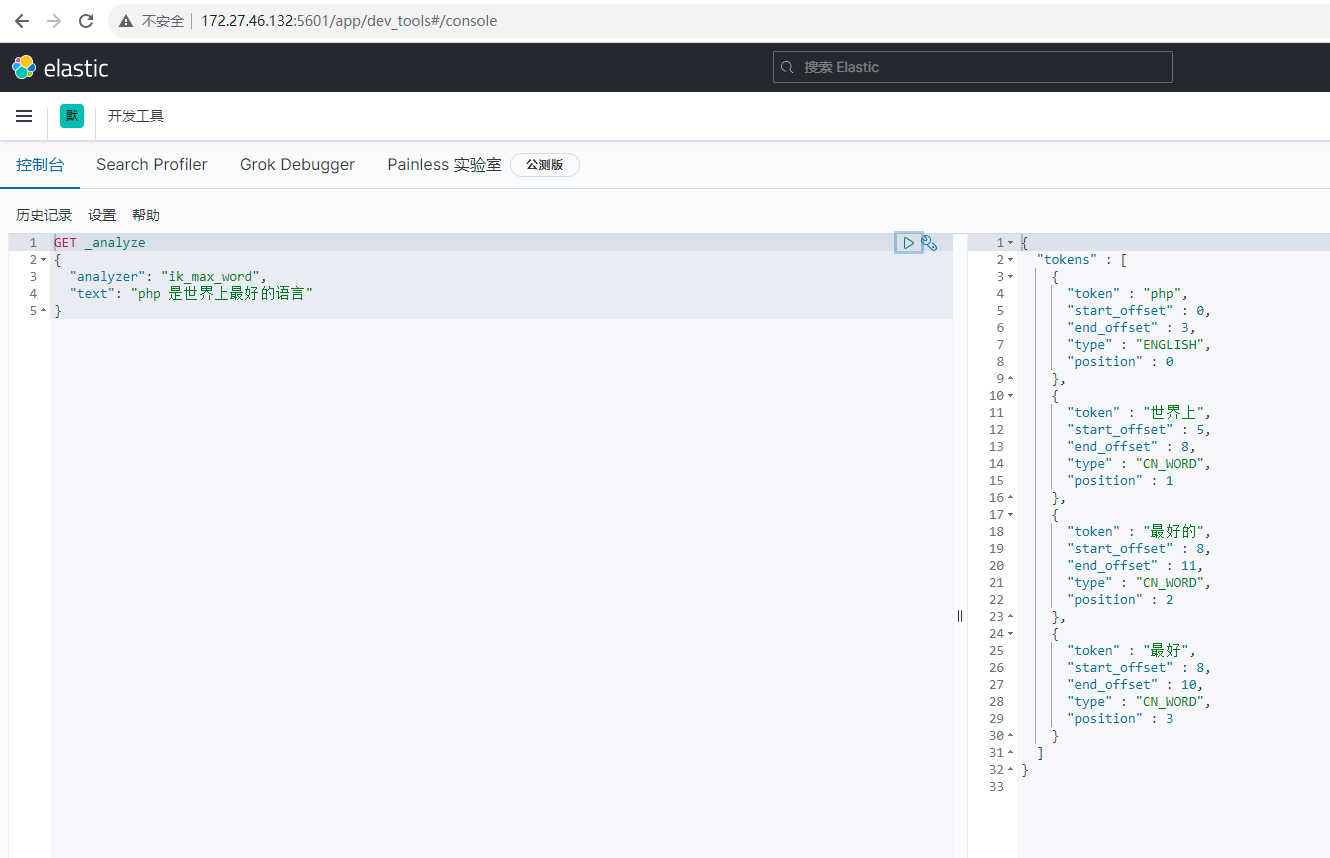 不安全 172.27.46.132:5601/app/dev_tools#/console
elastic
搜索 Elastic
默 开发工具
控制台 Search Profiler Grok Debugger Painless 实验室 公测版
历史记录 设置 帮助
1 GET _analyze
2 {
3 "analyzer": "ik_max_word",
4 "text": "php 是世界上最好的语言"
5 }
1 {
2 "tokens" : [
3 {
4 "token" : "php",
5 "start_offset" : 0,
6 "end_offset" : 3,
7 "type" : "ENGLISH",
8 "position" : 0
9 },
10 {
11 "token" : "世界上",
12 "start_offset" : 5,
13 "end_offset" : 8,
14 "type" : "CN_WORD",
15 "position" : 1
16 },
17 {
18 "token" : "最好的",
19 "start_offset" : 8,
20 "end_offset" : 11,
21 "type" : "CN_WORD",
22 "position" : 2
23 },
24 {
25 "token" : "最好",
26 "start_offset" : 8,
27 "end_offset" : 10,
28 "type" : "CN_WORD",
29 "position" : 3
30 }
31 ]
32 }
33